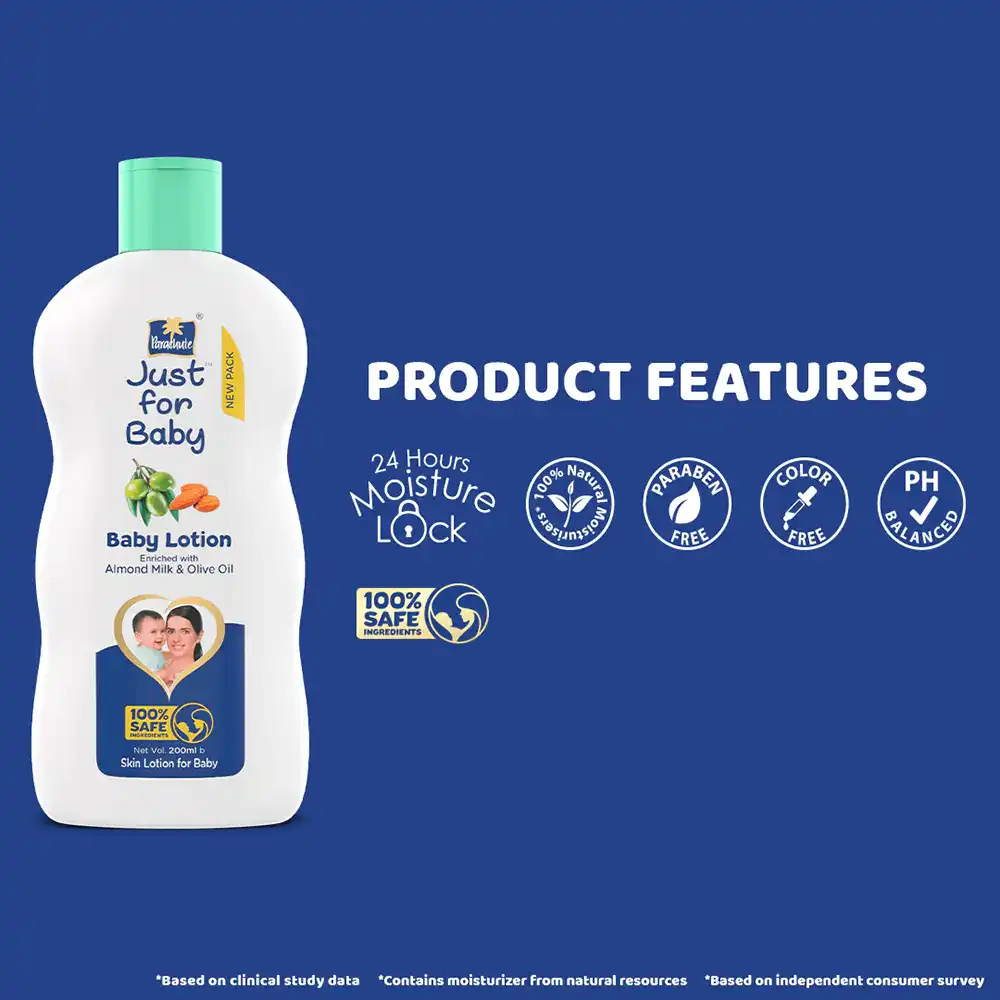 Parachute
®
Just™
for
Baby
NEW PACK
Baby Lotion
Enriched with
Almond Milk & Olive Oil
100%
SAFE
INGREDIENTS
Net Vol. 200ml b
Skin Lotion for Baby
PRODUCT FEATURES
24 Hours
Moisture
Lock
100% Natural
Moisturisers*
PARABEN
FREE
COLOR
FREE
PH
BALANCED
100%
SAFE
INGREDIENTS
*Based on clinical study data *Contains moisturizer from natural resources *Based on independent consumer survey